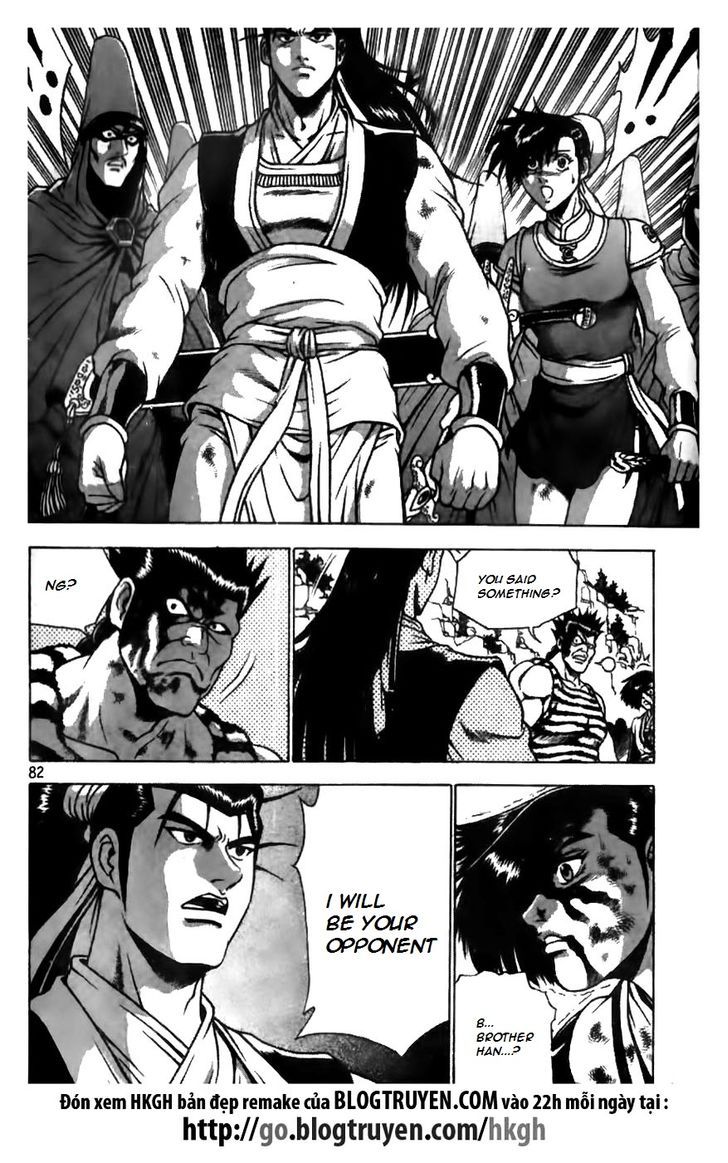 NG?
YOU SAID
SOMETHING?
82
I WILL
BE YOUR
OPPONENT
B...
BROTHER
HAN...?
Đón xem HKGH bản đẹp remake của BLOGTRUYEN.COM vào 22h mỗi ngày tại :
http://go.blogtruyen.com/hkgh